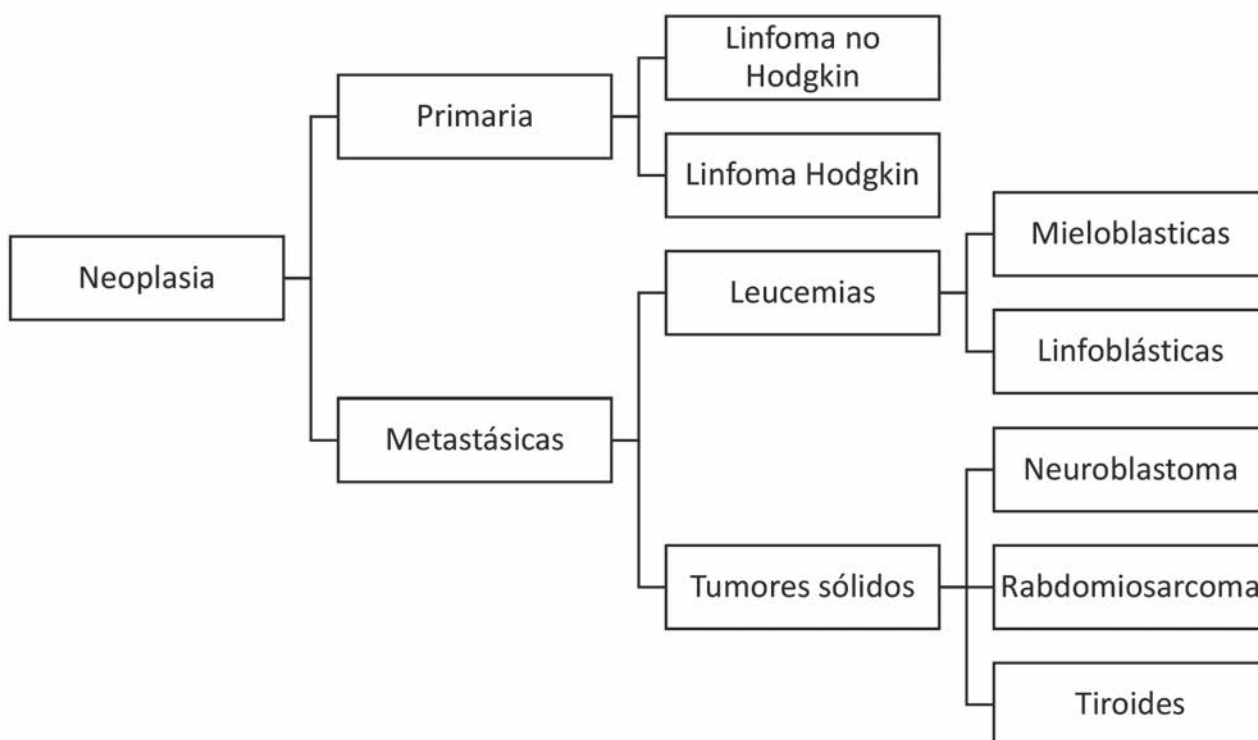 Linfoma no
Hodgkin
Primaria
Linfoma Hodgkin
Mieloblasticas
Neoplasia
Leucemias
Linfoblásticas
Metastásicas
Neuroblastoma
Tumores sólidos
Rabdomiosarcoma
Tiroides